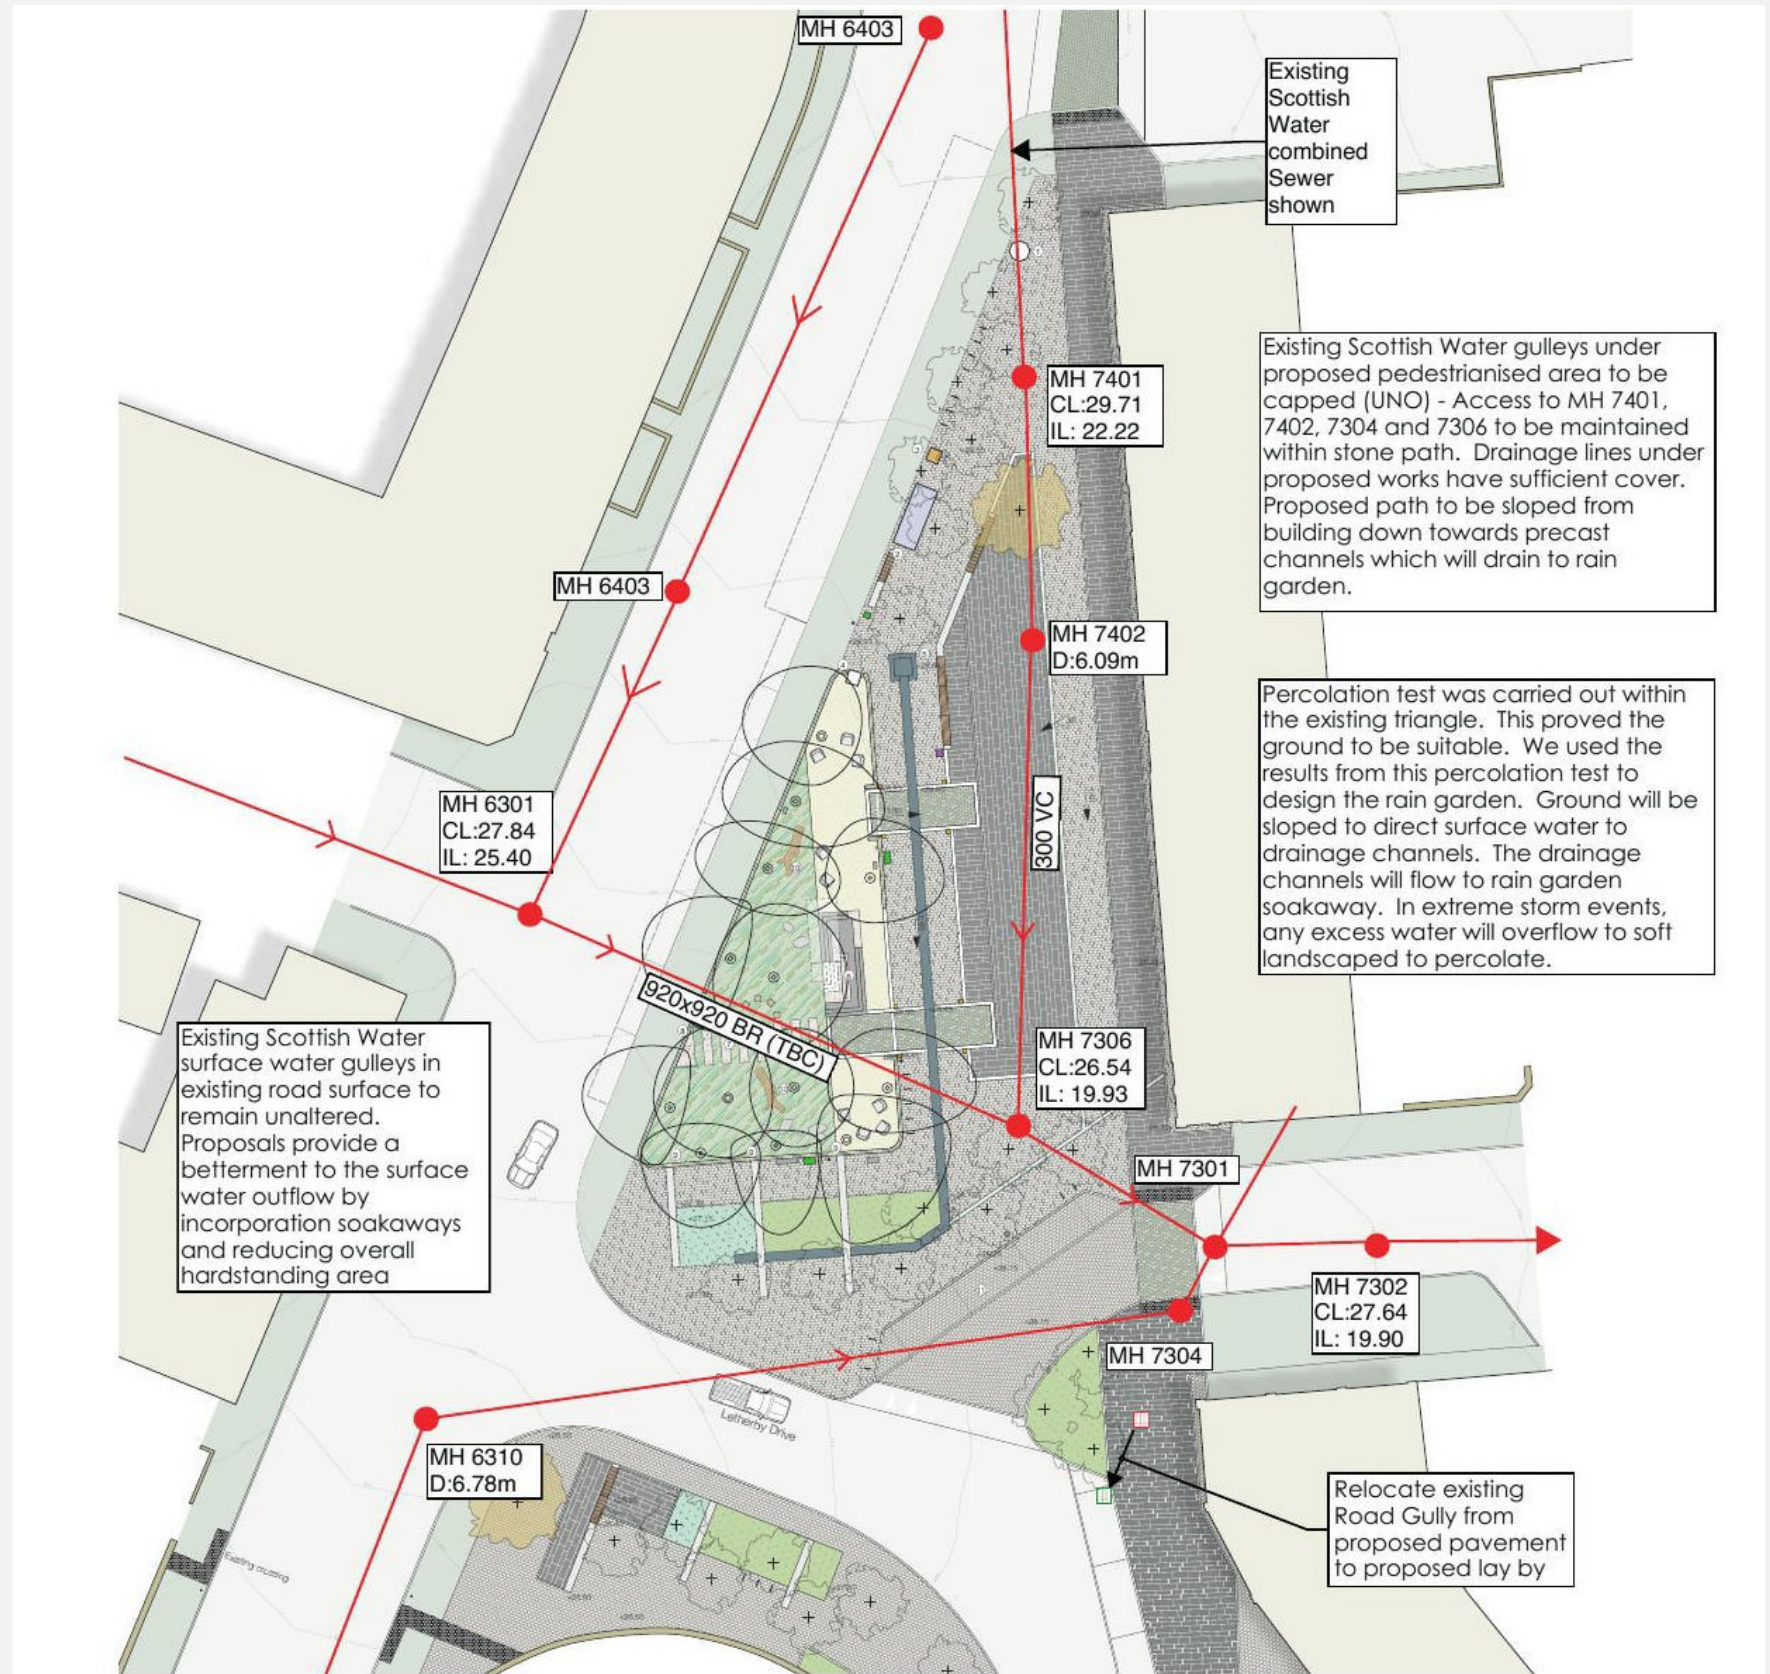 MH 6403
Existing
Scottish
Water
combined
Sewer
shown
Existing Scottish Water gulleys under
proposed pedestrianised area to be
capped (UNO) - Access to MH 7401,
7402, 7304 and 7306 to be maintained
within stone path. Drainage lines under
proposed works have sufficient cover.
Proposed path to be sloped from
building down towards precast
channels which will drain to rain
garden.
MH 7401
CL:29.71
IL: 22.22
MH 6403
MH 7402
D:6.09m
Percolation test was carried out within
the existing triangle. This proved the
ground to be suitable. We used the
results from this percolation test to
design the rain garden. Ground will be
sloped to direct surface water to
drainage channels. The drainage
channels will flow to rain garden
soakaway. In extreme storm events,
any excess water will overflow to soft
landscaped to percolate.
MH 6301
CL:27.84
IL: 25.40
300 VC
920x920 BR (TBC)
Existing Scottish Water
surface water gulleys in
existing road surface to
remain unaltered.
Proposals provide a
betterment to the surface
water outflow by
incorporation soakaways
and reducing overall
hardstanding area
MH 7306
CL:26.54
IL: 19.93
MH 7301
MH 7302
CL:27.64
IL: 19.90
MH 7304
Letherby Drive
MH 6310
D:6.78m
Relocate existing
Road Gully from
proposed pavement
to proposed lay by
Existing crossing